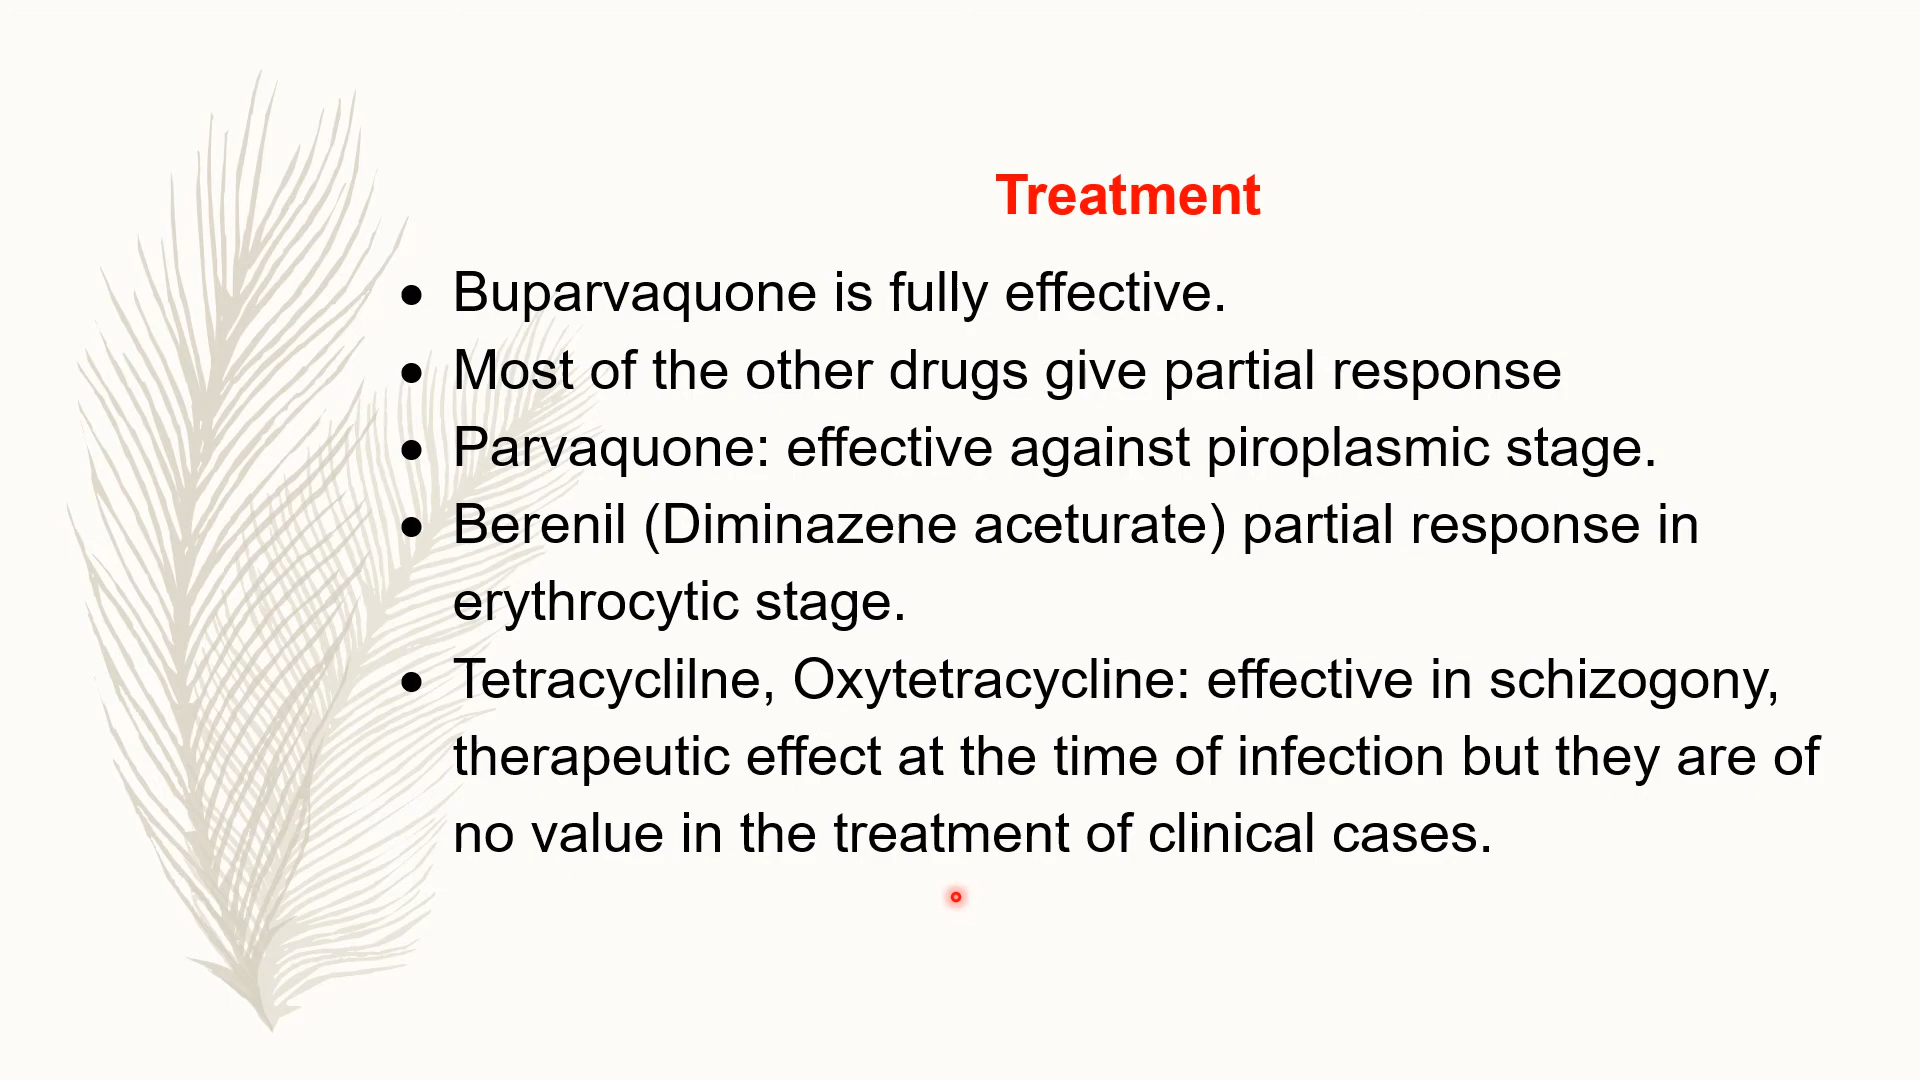 Treatment
• Buparvaquone is fully effective.
• Most of the other drugs give partial response
• Parvaquone: effective against piroplasmic stage.
• Berenil (Diminazene aceturate) partial response in
erythrocytic stage.
• Tetracyclilne, Oxytetracycline: effective in schizogony,
therapeutic effect at the time of infection but they are of
no value in the treatment of clinical cases.